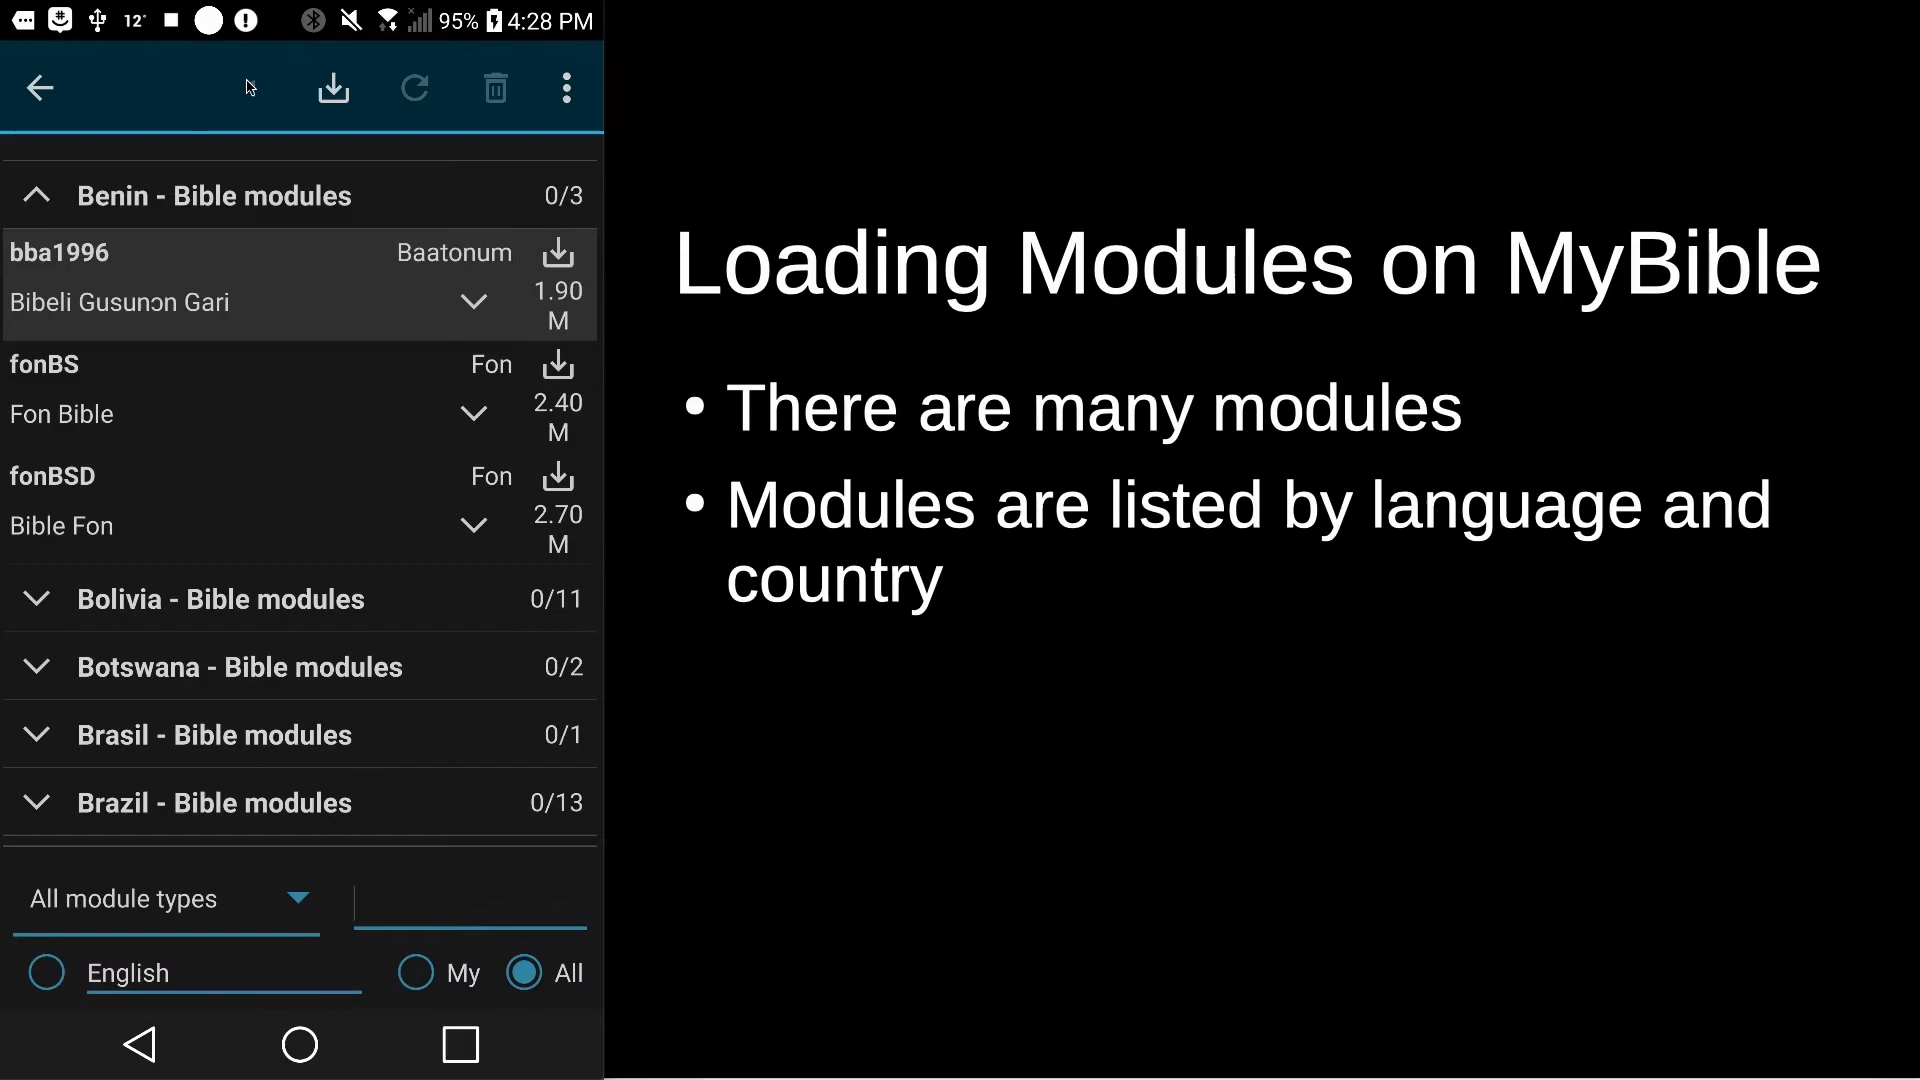 12°
95%
4:28 PM
Benin - Bible modules 0/3
bba1996 Baatonum
Bibeli Gusunɔn Gari 1.90
M
fonBS Fon
Fon Bible 2.40
M
fonBSD Fon
Bible Fon 2.70
M
Bolivia - Bible modules 0/11
Botswana - Bible modules 0/2
Brasil - Bible modules 0/1
Brazil - Bible modules 0/13
All module types
English My All
Loading Modules on MyBible
• There are many modules
• Modules are listed by language and
country